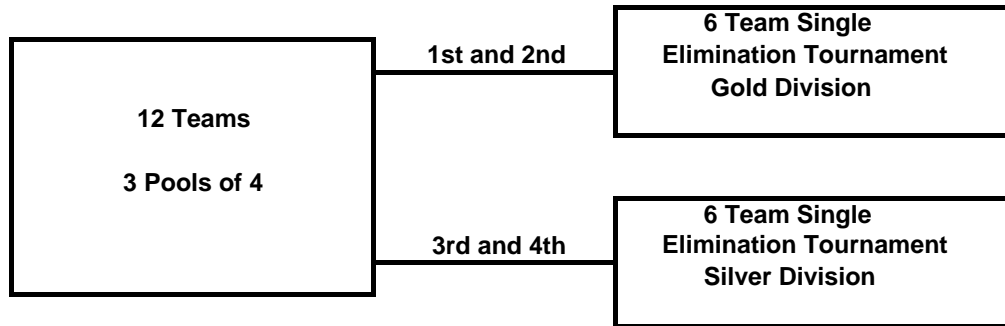 12 Teams
3 Pools of 4
1st and 2nd
6 Team Single
Elimination Tournament
Gold Division
3rd and 4th
6 Team Single
Elimination Tournament
Silver Division